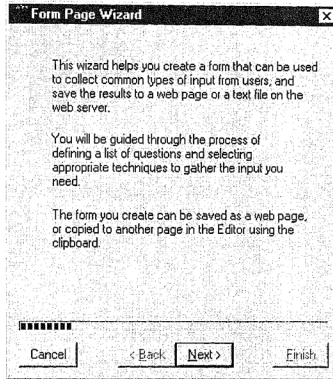 Form Page Wizard
This wizard helps you create a form that can be used
to collect common types of input from users, and
save the results to a web page or a text file on the
web server.
You will be guided through the process of
defining a list of questions and selecting
appropriate techniques to gather the input you
need.
The form you create can be saved as a web page,
or copied to another page in the Editor using the
clipboard.
Cancel < Back Next > Finish